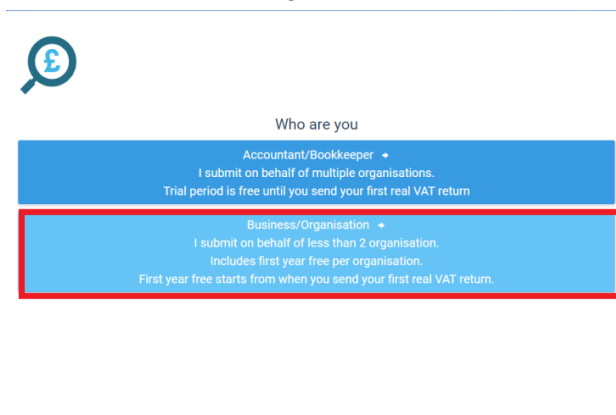 £
Who are you
Accountant/Bookkeeper →
I submit on behalf of multiple organisations.
Trial period is free until you send your first real VAT return
Business/Organisation →
I submit on behalf of less than 2 organisation.
Includes first year free per organisation.
First year free starts from when you send your first real VAT return.